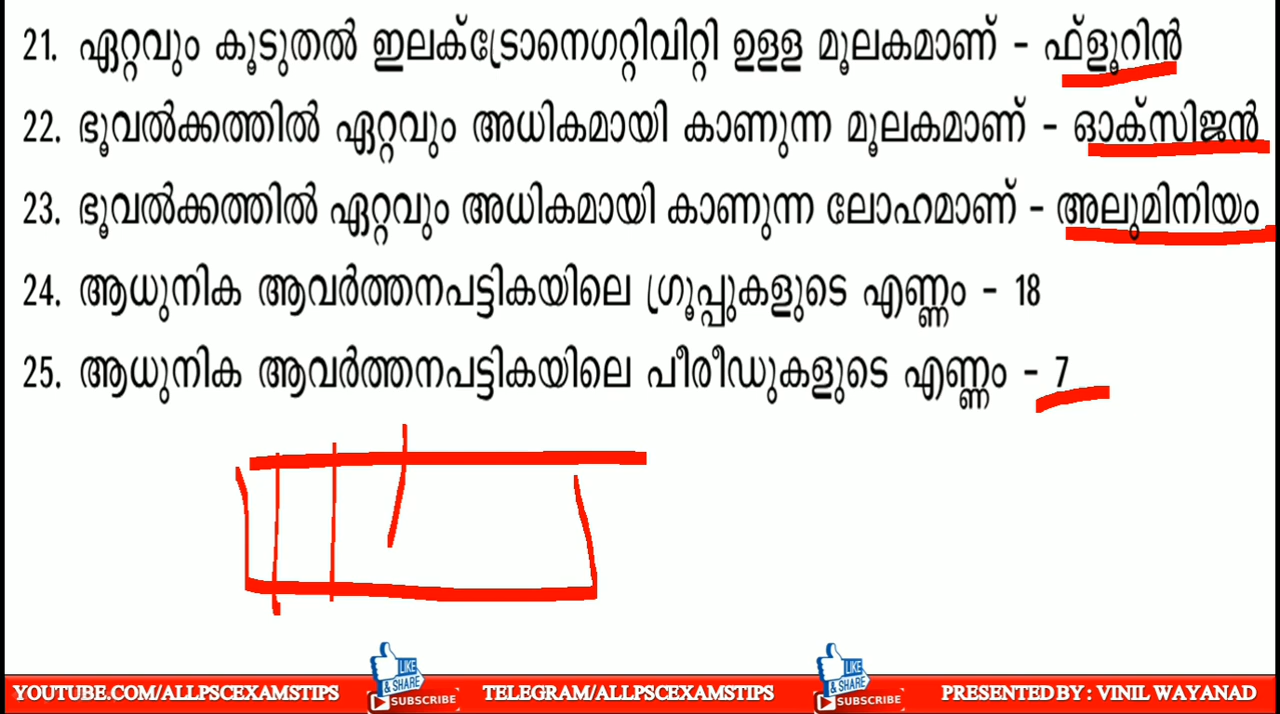 21. ഏറ്റവും കൂടുതൽ ഇലക്ട്രോനെഗറ്റിവിറ്റി ഉള്ള മൂലകമാണ് - ഫ്ളൂറിൻ
22. ഭൂവൽക്കത്തിൽ ഏറ്റവും അധികമായി കാണുന്ന മൂലകമാണ് - ഓക്സിജൻ
23. ഭൂവൽക്കത്തിൽ ഏറ്റവും അധികമായി കാണുന്ന ലോഹമാണ് - അലുമിനിയം
24. ആധുനിക ആവർത്തനപട്ടികയിലെ ഗ്രൂപ്പുകളുടെ എണ്ണം - 18
25. ആധുനിക ആവർത്തനപട്ടികയിലെ പീരീഡുകളുടെ എണ്ണം - 7
LIKE & SHARE SUBSCRIBE
LIKE & SHARE SUBSCRIBE
YOUTUBE.COM/ALLPSCEXAMSTIPS TELEGRAM/ALLPSCEXAMSTIPS PRESENTED BY : VINIL WAYANAD